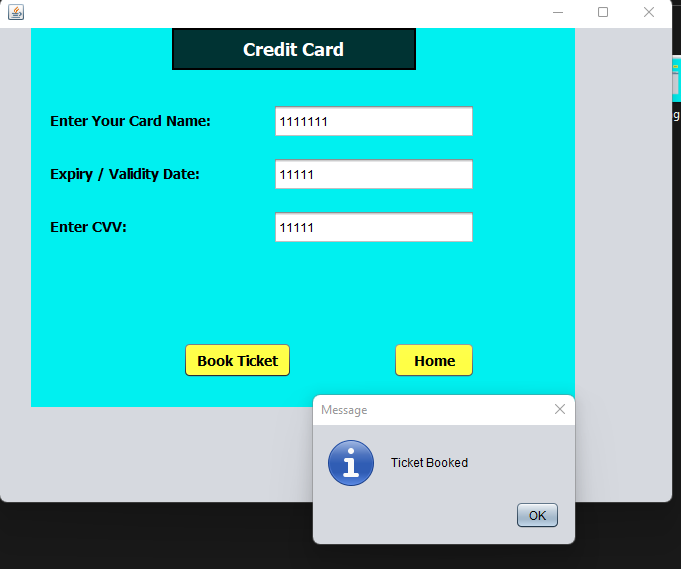 Credit Card
Enter Your Card Name:
1111111
Expiry / Validity Date:
11111
Enter CVV:
11111
Book Ticket
Home
Message
Ticket Booked
OK